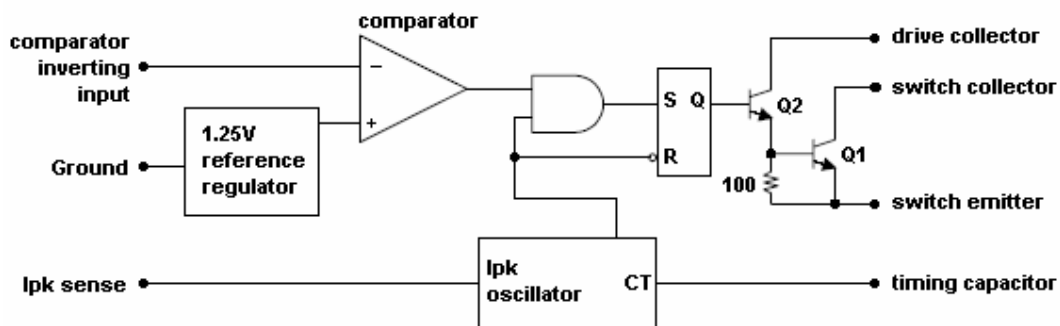 comparator
drive collector
comparator
inverting
input
−
+
S Q
R
Q2
switch collector
1.25V
reference
regulator
Ground
Q1
100
switch emitter
Ipk sense
Ipk
oscillator
CT
timing capacitor